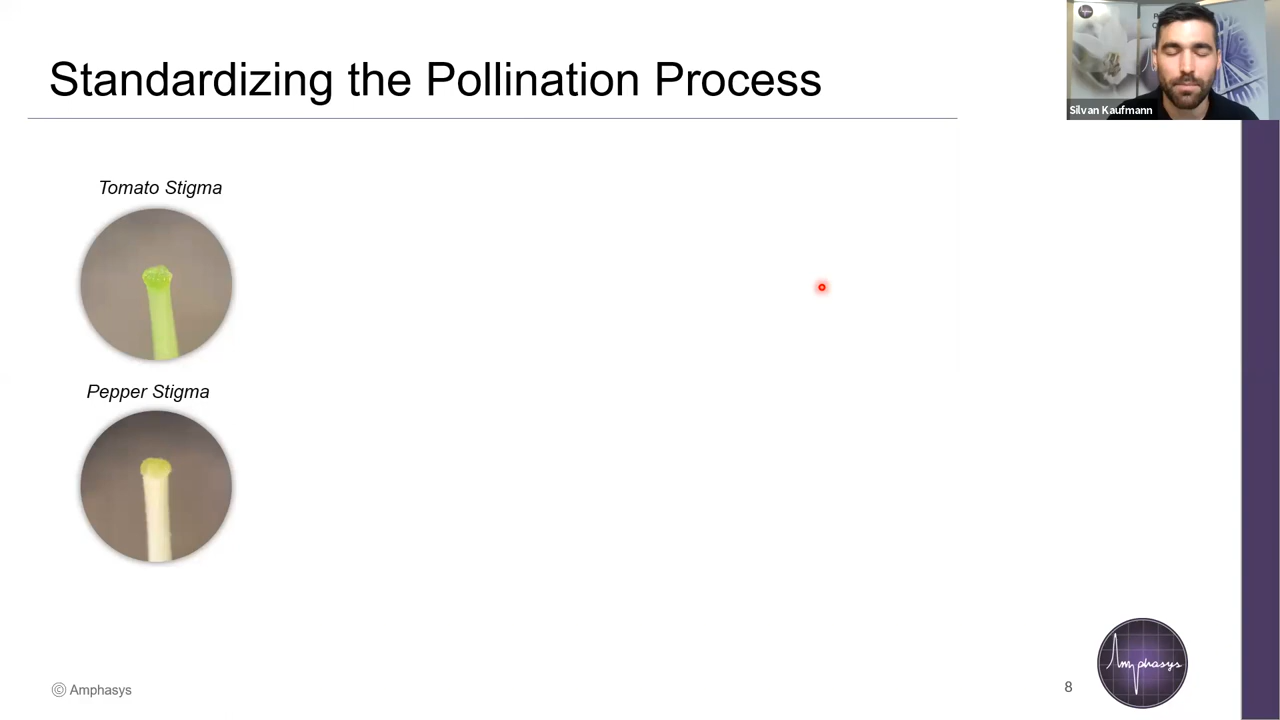 Standardizing the Pollination Process
Silvan Kaufmann
Tomato Stigma
Pepper Stigma
© Amphasys
8
Amphasys